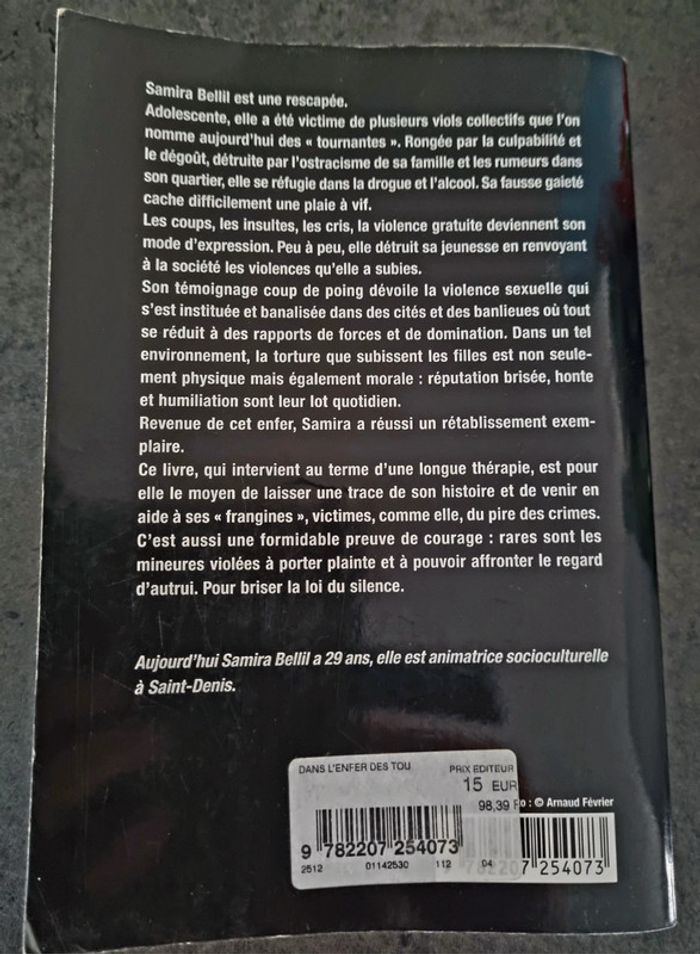 Samira Bellil est une rescapée.
Adolescente, elle a été victime de plusieurs viols collectifs que l'on
nomme aujourd'hui des « tournantes ». Rongée par la culpabilité et
le dégoût, détruite par l'ostracisme de sa famille et les rumeurs dans
son quartier, elle se réfugie dans la drogue et l'alcool. Sa fausse gaieté
cache difficilement une plaie à vif.
Les coups, les insultes, les cris, la violence gratuite deviennent son
mode d'expression. Peu à peu, elle détruit sa jeunesse en renvoyant
à la société les violences qu'elle a subies.
Son témoignage coup de poing dévoile la violence sexuelle qui
s'est instituée et banalisée dans des cités et des banlieues où tout
se réduit à des rapports de forces et de domination. Dans un tel
environnement, la torture que subissent les filles est non seule-
ment physique mais également morale : réputation brisée, honte
et humiliation sont leur lot quotidien.
Revenue de cet enfer, Samira a réussi un rétablissement exem-
plaire.
Ce livre, qui intervient au terme d'une longue thérapie, est pour
elle le moyen de laisser une trace de son histoire et de venir en
aide à ses « frangines », victimes, comme elle, du pire des crimes.
C'est aussi une formidable preuve de courage : rares sont les
mineures violées à porter plainte et à pouvoir affronter le regard
d'autrui. Pour briser la loi du silence.
Aujourd'hui Samira Bellil a 29 ans, elle est animatrice socioculturelle
à Saint-Denis.
DANS L'ENFER DES TOU PRIX EDITEUR
15 EUR
98,39 F o : © Arnaud Février
9 782207 254073
2512 01142530 112 04
782207 254073